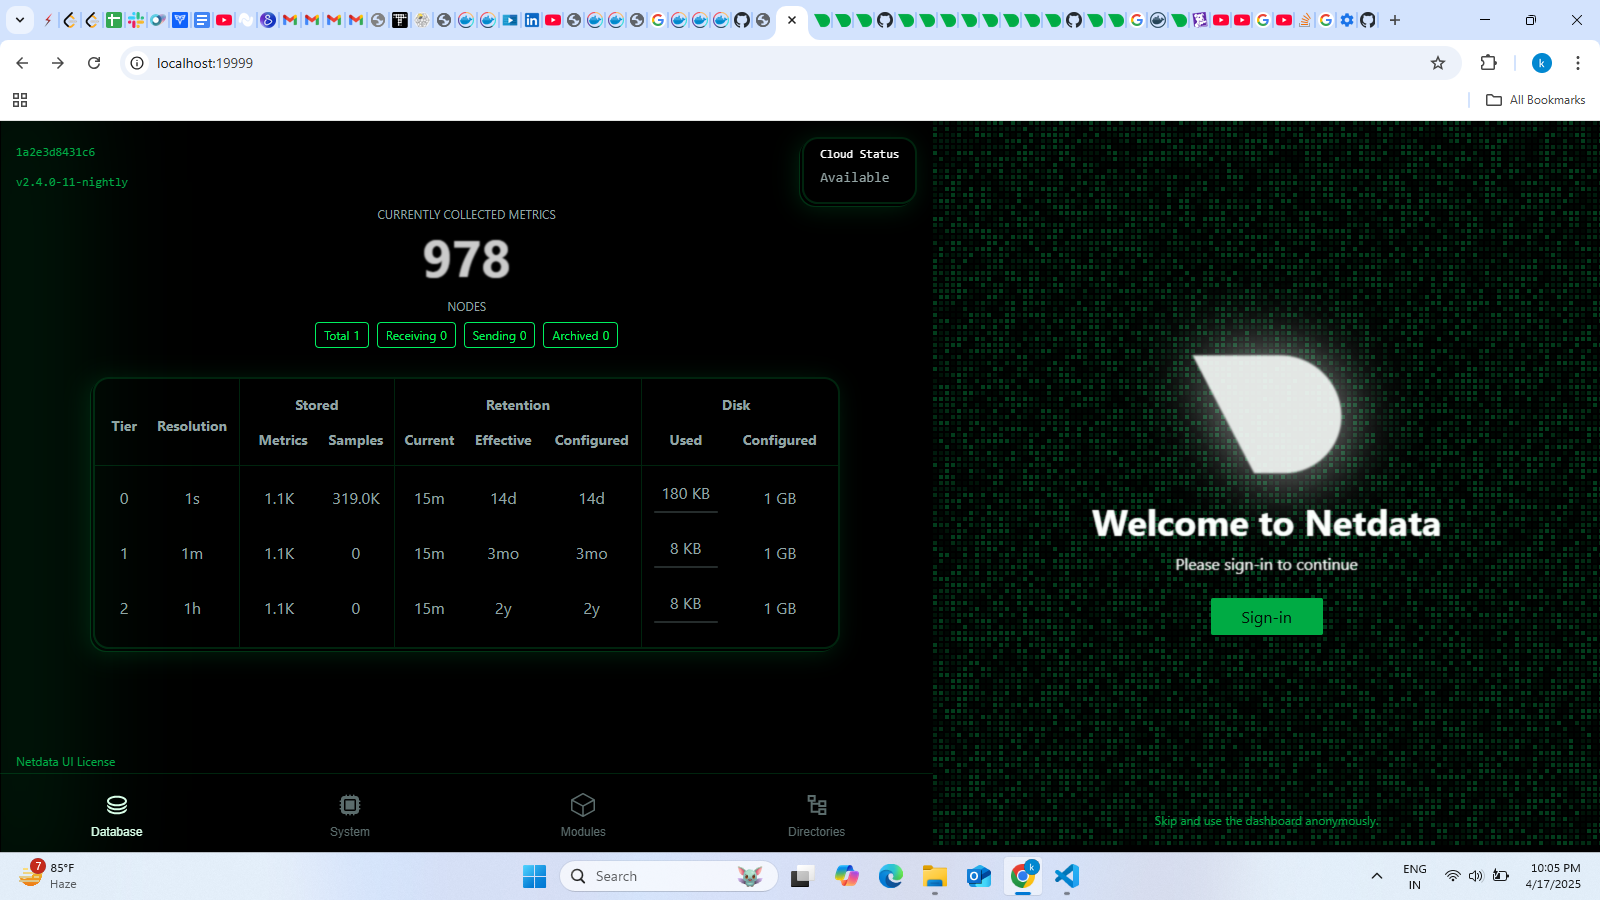 localhost:19999
k
All Bookmarks
1a2e3d8431c6
v2.4.0-11-nightly
Cloud Status
Available
CURRENTLY COLLECTED METRICS
978
NODES
Total 1
Receiving 0
Sending 0
Archived 0
Stored
Retention
Disk
Tier Resolution
Metrics Samples Current Effective Configured Used Configured
0 1s 1.1K 319.0K 15m 14d 14d 180 KB 1 GB
1 1m 1.1K 0 15m 3mo 3mo 8 KB 1 GB
2 1h 1.1K 0 15m 2y 2y 8 KB 1 GB
Welcome to Netdata
Please sign-in to continue
Sign-in
Skip and use the dashboard anonymously.
Netdata UI License
Database
System
Modules
Directories
7
85°F
Haze
Search
k
ENG
IN
10:05 PM
4/17/2025